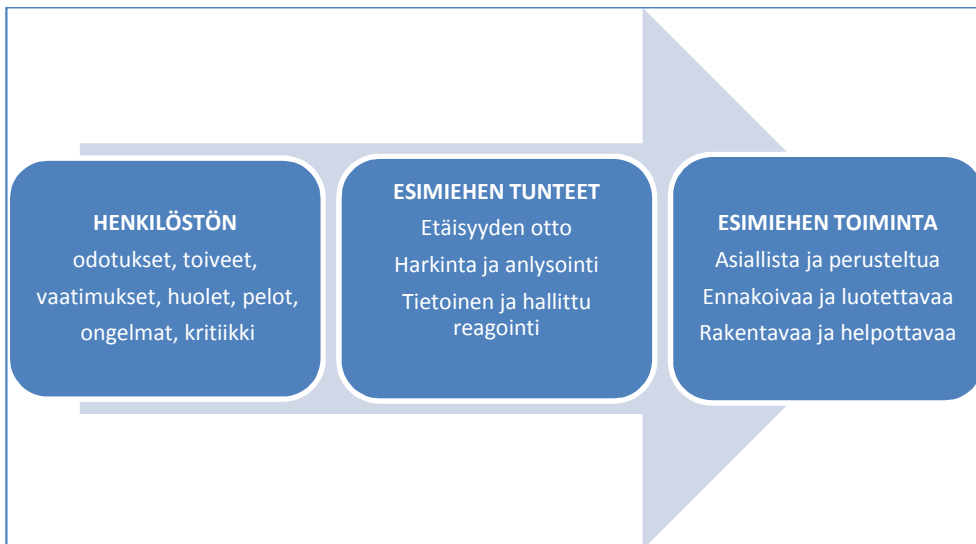 HENKILÖSTÖN
odotukset, toiveet,
vaatimukset, huolet, pelot,
ongelmat, kritiikki
ESIMIEHEN TUNTEET
Etäisyyden otto
Harkinta ja anlysointi
Tietoinen ja hallittu
reagointi
ESIMIEHEN TOIMINTA
Asiallista ja perusteltua
Ennakoivaa ja luotettavaa
Rakentavaa ja helpottavaa